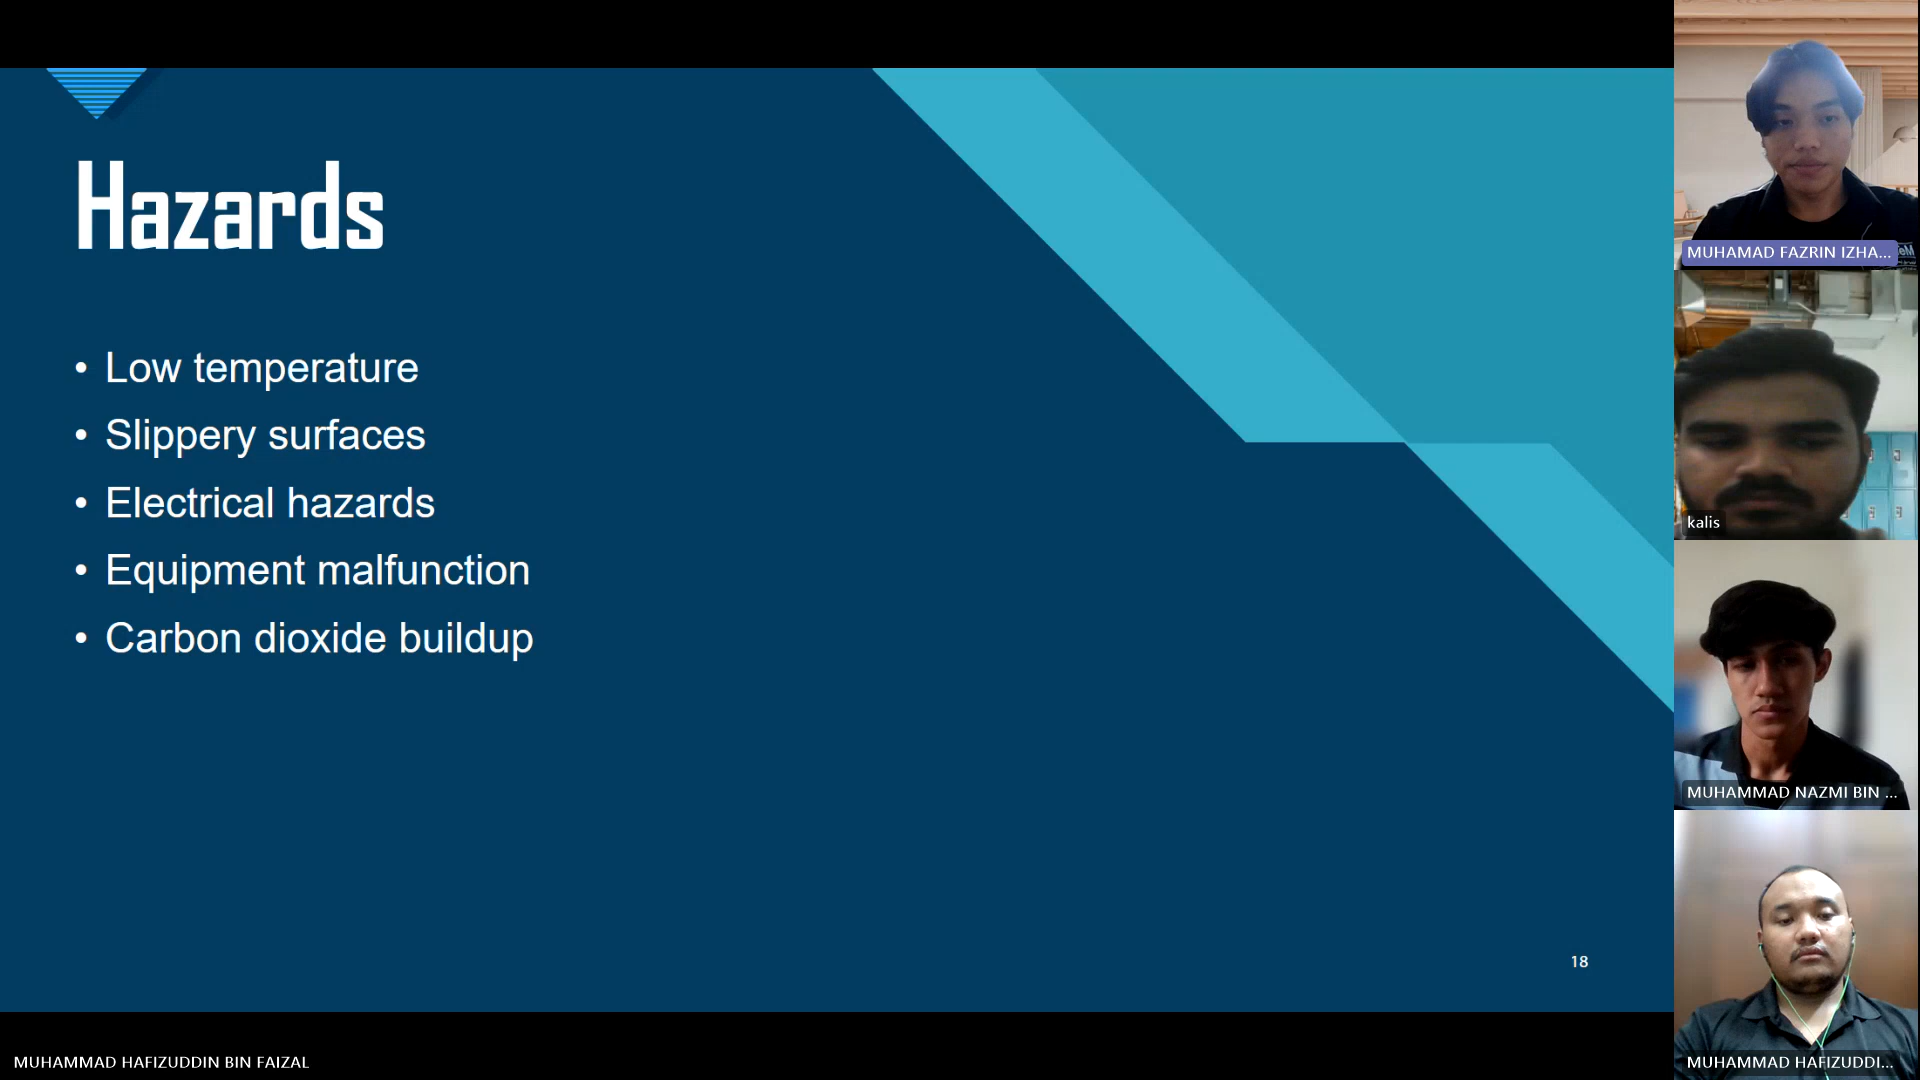 Hazards
• Low temperature
• Slippery surfaces
• Electrical hazards
• Equipment malfunction
• Carbon dioxide buildup
18
MUHAMMAD HAFIZUDDIN BIN FAIZAL
MUHAMAD FAZRIN IZHA...
kalis
MUHAMMAD NAZMI BIN ...
MUHAMMAD HAFIZUDDI...